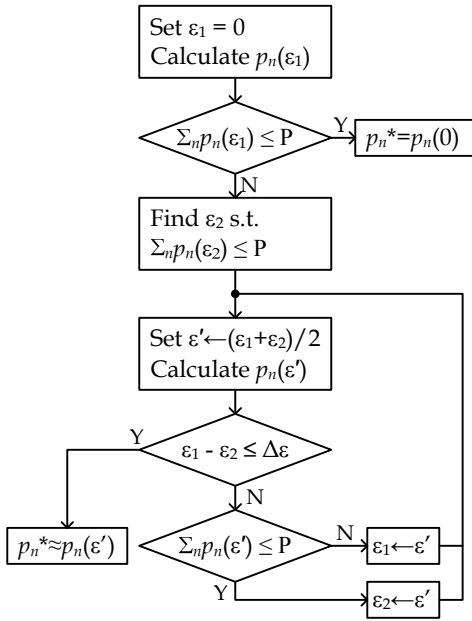 Set ε₁ = 0
Calculate pₙ(ε₁)
Σₙpₙ(ε₁) ≤ P
Y
pₙ*=pₙ(0)
N
Find ε₂ s.t.
Σₙpₙ(ε₂) ≤ P
Set ε′←(ε₁+ε₂)/2
Calculate pₙ(ε′)
Y
ε₁ - ε₂ ≤ Δε
N
pₙ*≈pₙ(ε′)
Σₙpₙ(ε′) ≤ P
N
ε₁←ε′
Y
ε₂←ε′